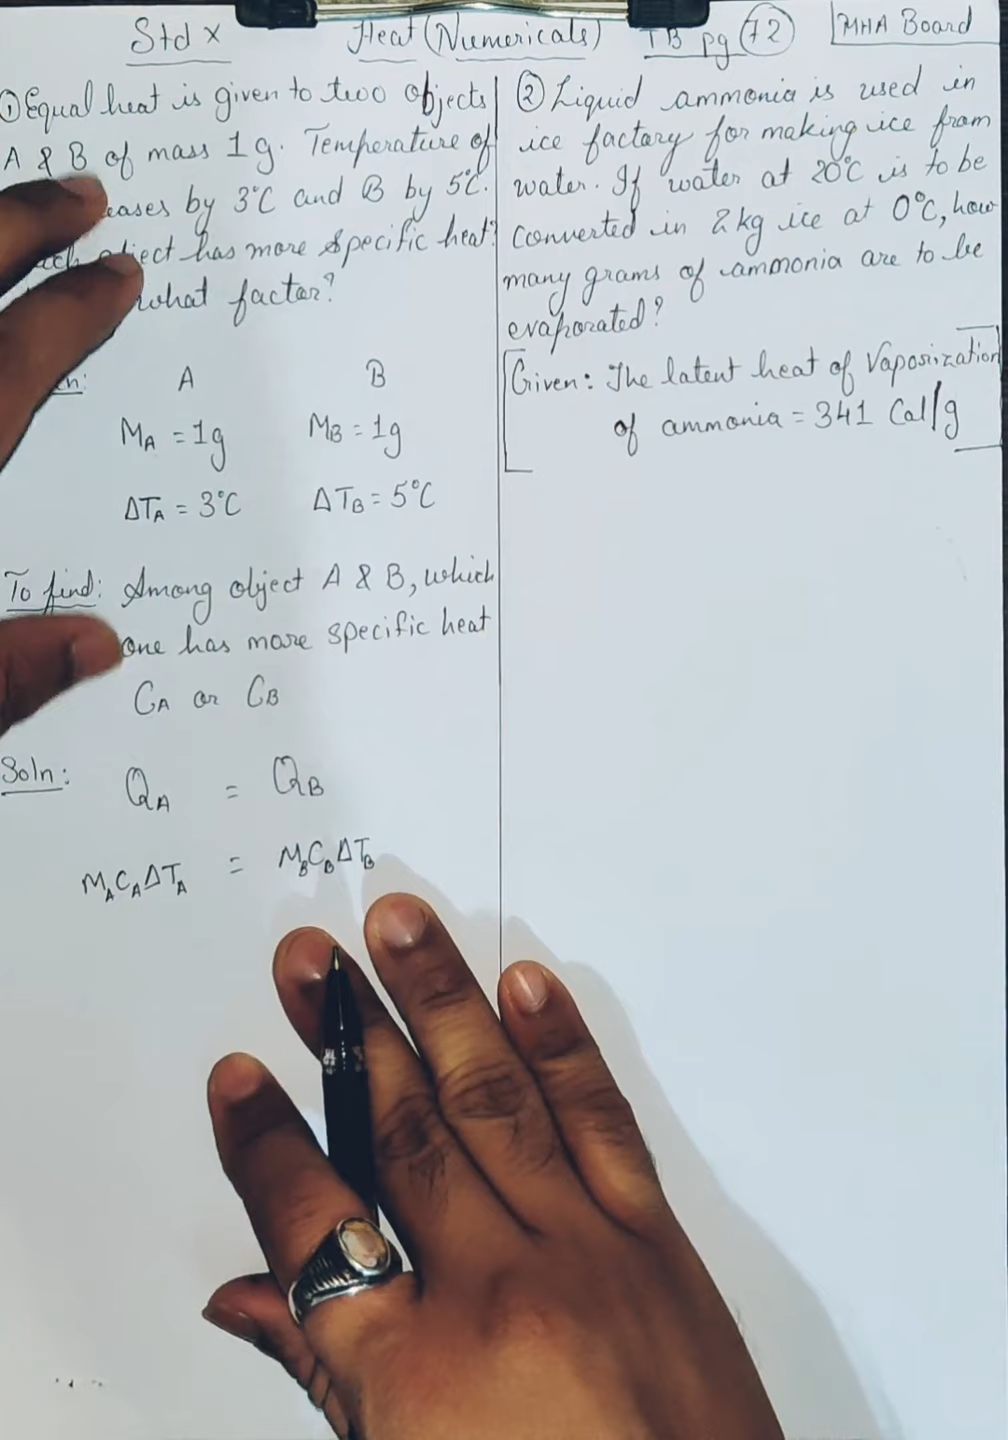 Std X Heat (Numericals) TB pg 72 MHA Board
① Equal heat is given to two objects
A & B of mass 1g. Temperature of
eases by 3°C and B by 5°C.
object has more specific heat?
what factor?
A B
MA = 1g MB = 1g
ΔTA = 3°C ΔTB = 5°C
To find: Among object A & B, which
one has more specific heat
CA or CB
Soln: QA = QB
MACAΔTA = MBCBΔTB
② Liquid ammonia is used in
ice factory for making ice from
water. If water at 20°C is to be
converted in 2 kg ice at 0°C, how
many grams of ammonia are to be
evaporated?
Given: The latent heat of Vaporization
of ammonia = 341 Cal/g